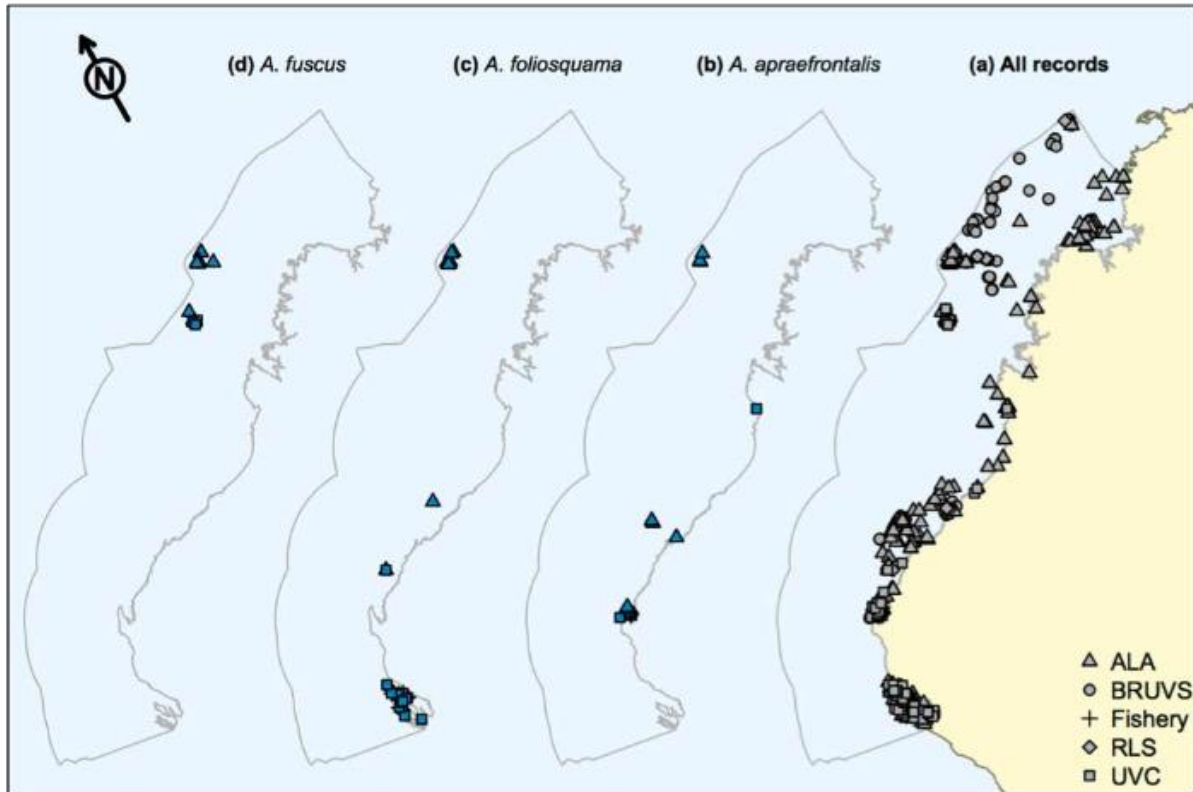 N
(d) A. fuscus
(c) A. foliosquama
(b) A. apraefrontalis
(a) All records
ALA
BRUVS
Fishery
RLS
UVC